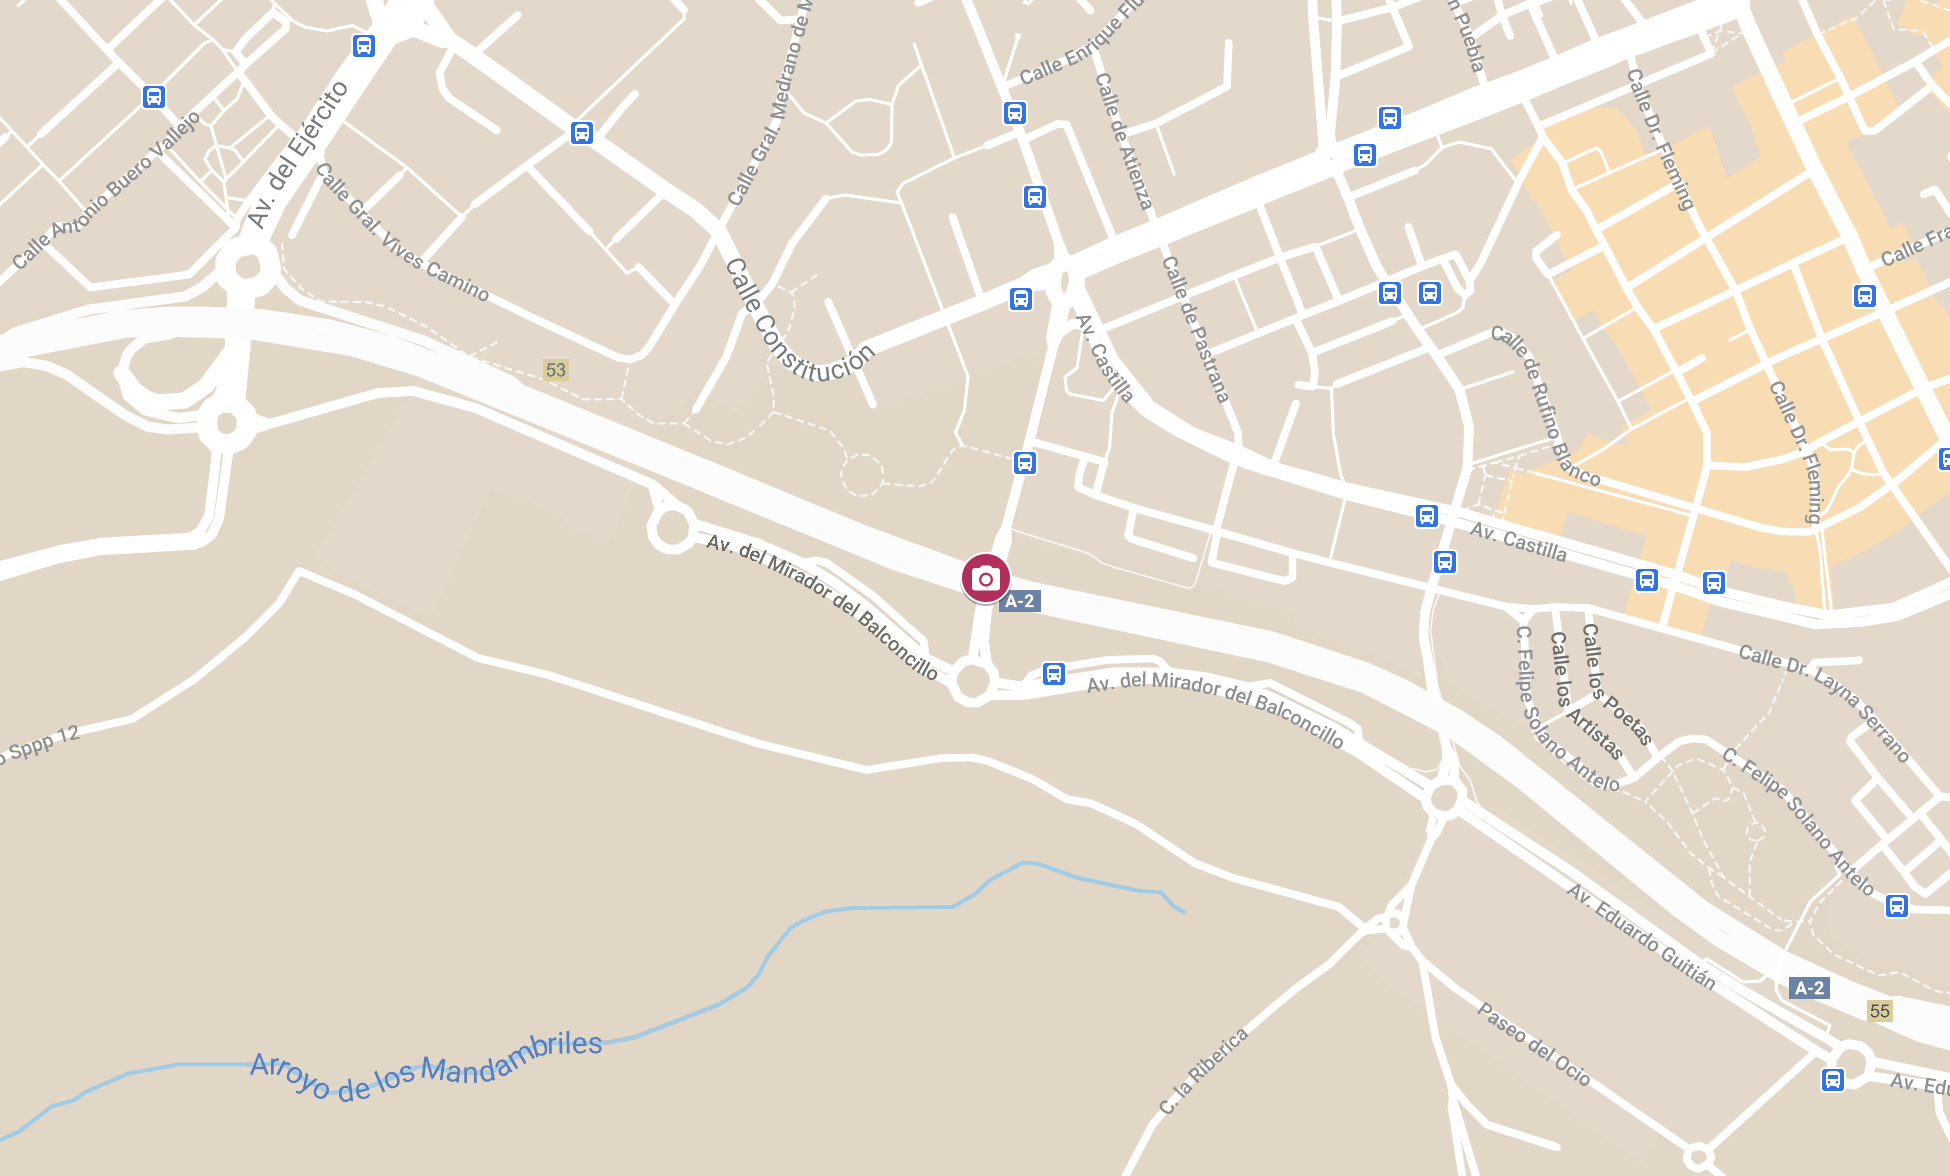 Calle Gral. Medrano de M
Calle Enrique Flu
n Puebla
Calle Antonio Buero Vallejo
Av. del Ejército
Calle Gral. Vives Camino
Calle de Atienza
Calle Dr. Fleming
Calle Fra
Calle Constitución
Calle de Pastrana
Av. Castilla
Calle de Rufino Blanco
53
Calle Dr. Fleming
Av. Castilla
Av. del Mirador del Balconcillo
A-2
Av. del Mirador del Balconcillo
C. Felipe Solano Antelo
Calle los Artistas
Calle los Poetas
Calle Dr. Layna Serrano
o Sppp 12
C. Felipe Solano Antelo
Av. Eduardo Guitián
A-2
55
Arroyo de los Mandambriles
C. la Riberica
Paseo del Ocio
Av. Edu